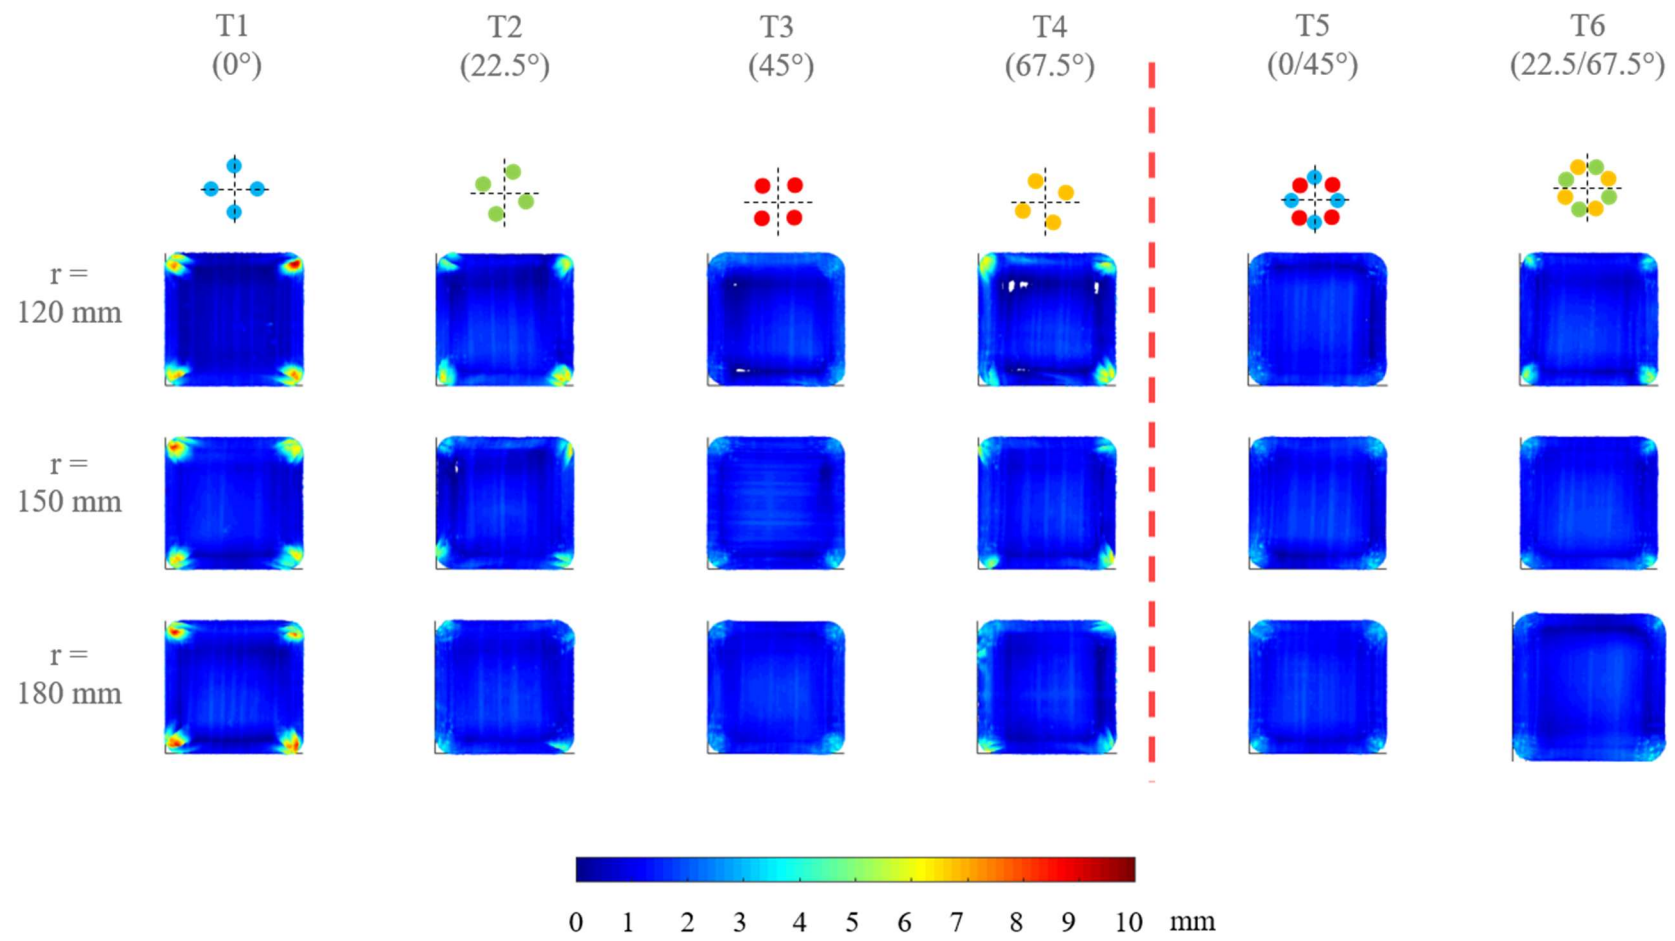 T1 T2 T3 T4 T5 T6
(0°) (22.5°) (45°) (67.5°) (0/45°) (22.5/67.5°)
r =
120 mm
r =
150 mm
r =
180 mm
0 1 2 3 4 5 6 7 8 9 10 mm